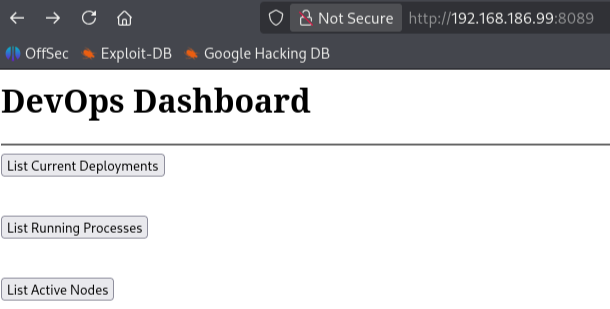 Not Secure http://192.168.186.99:8089
OffSec Exploit-DB Google Hacking DB
DevOps Dashboard
List Current Deployments
List Running Processes
List Active Nodes